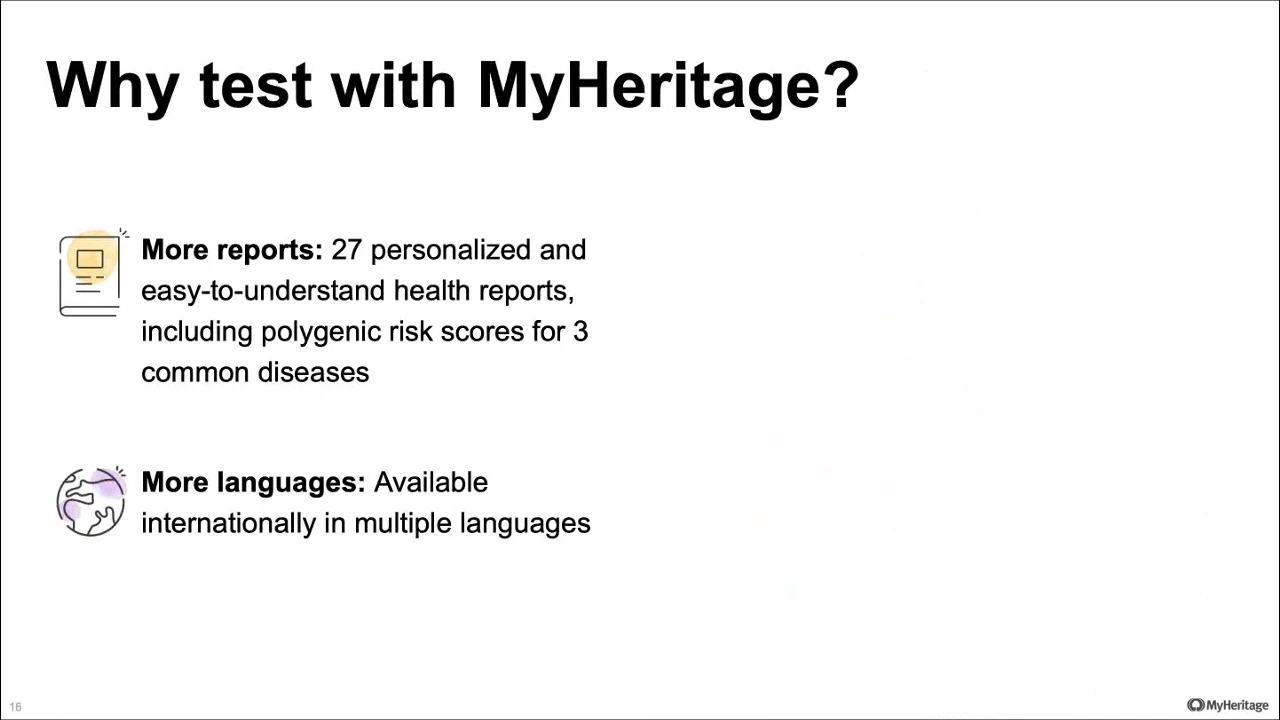 Why test with MyHeritage?
More reports: 27 personalized and
easy-to-understand health reports,
including polygenic risk scores for 3
common diseases
More languages: Available
internationally in multiple languages
16
MyHeritage